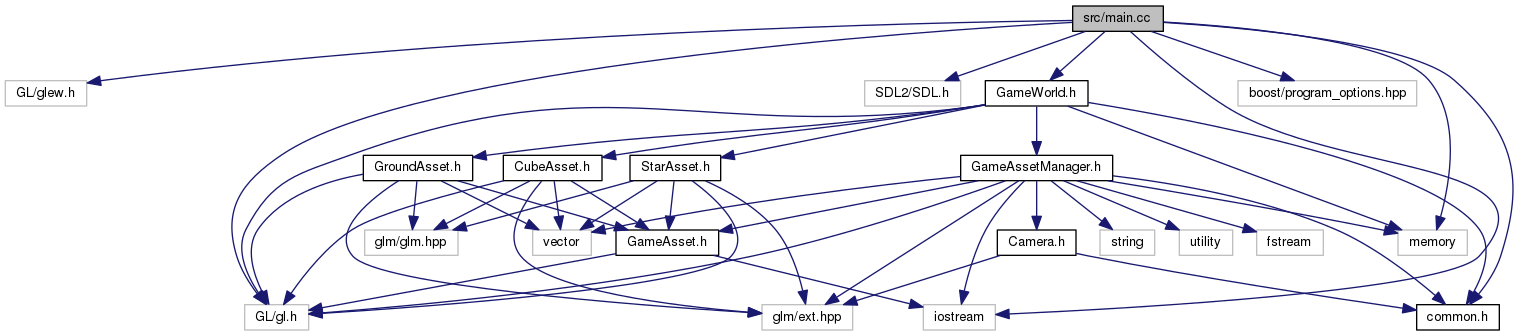 src/main.cc
GL/glew.h
SDL2/SDL.h
GameWorld.h
boost/program_options.hpp
GroundAsset.h
CubeAsset.h
StarAsset.h
GameAssetManager.h
glm/glm.hpp
vector
GameAsset.h
Camera.h
string
utility
fstream
memory
GL/gl.h
glm/ext.hpp
iostream
common.h